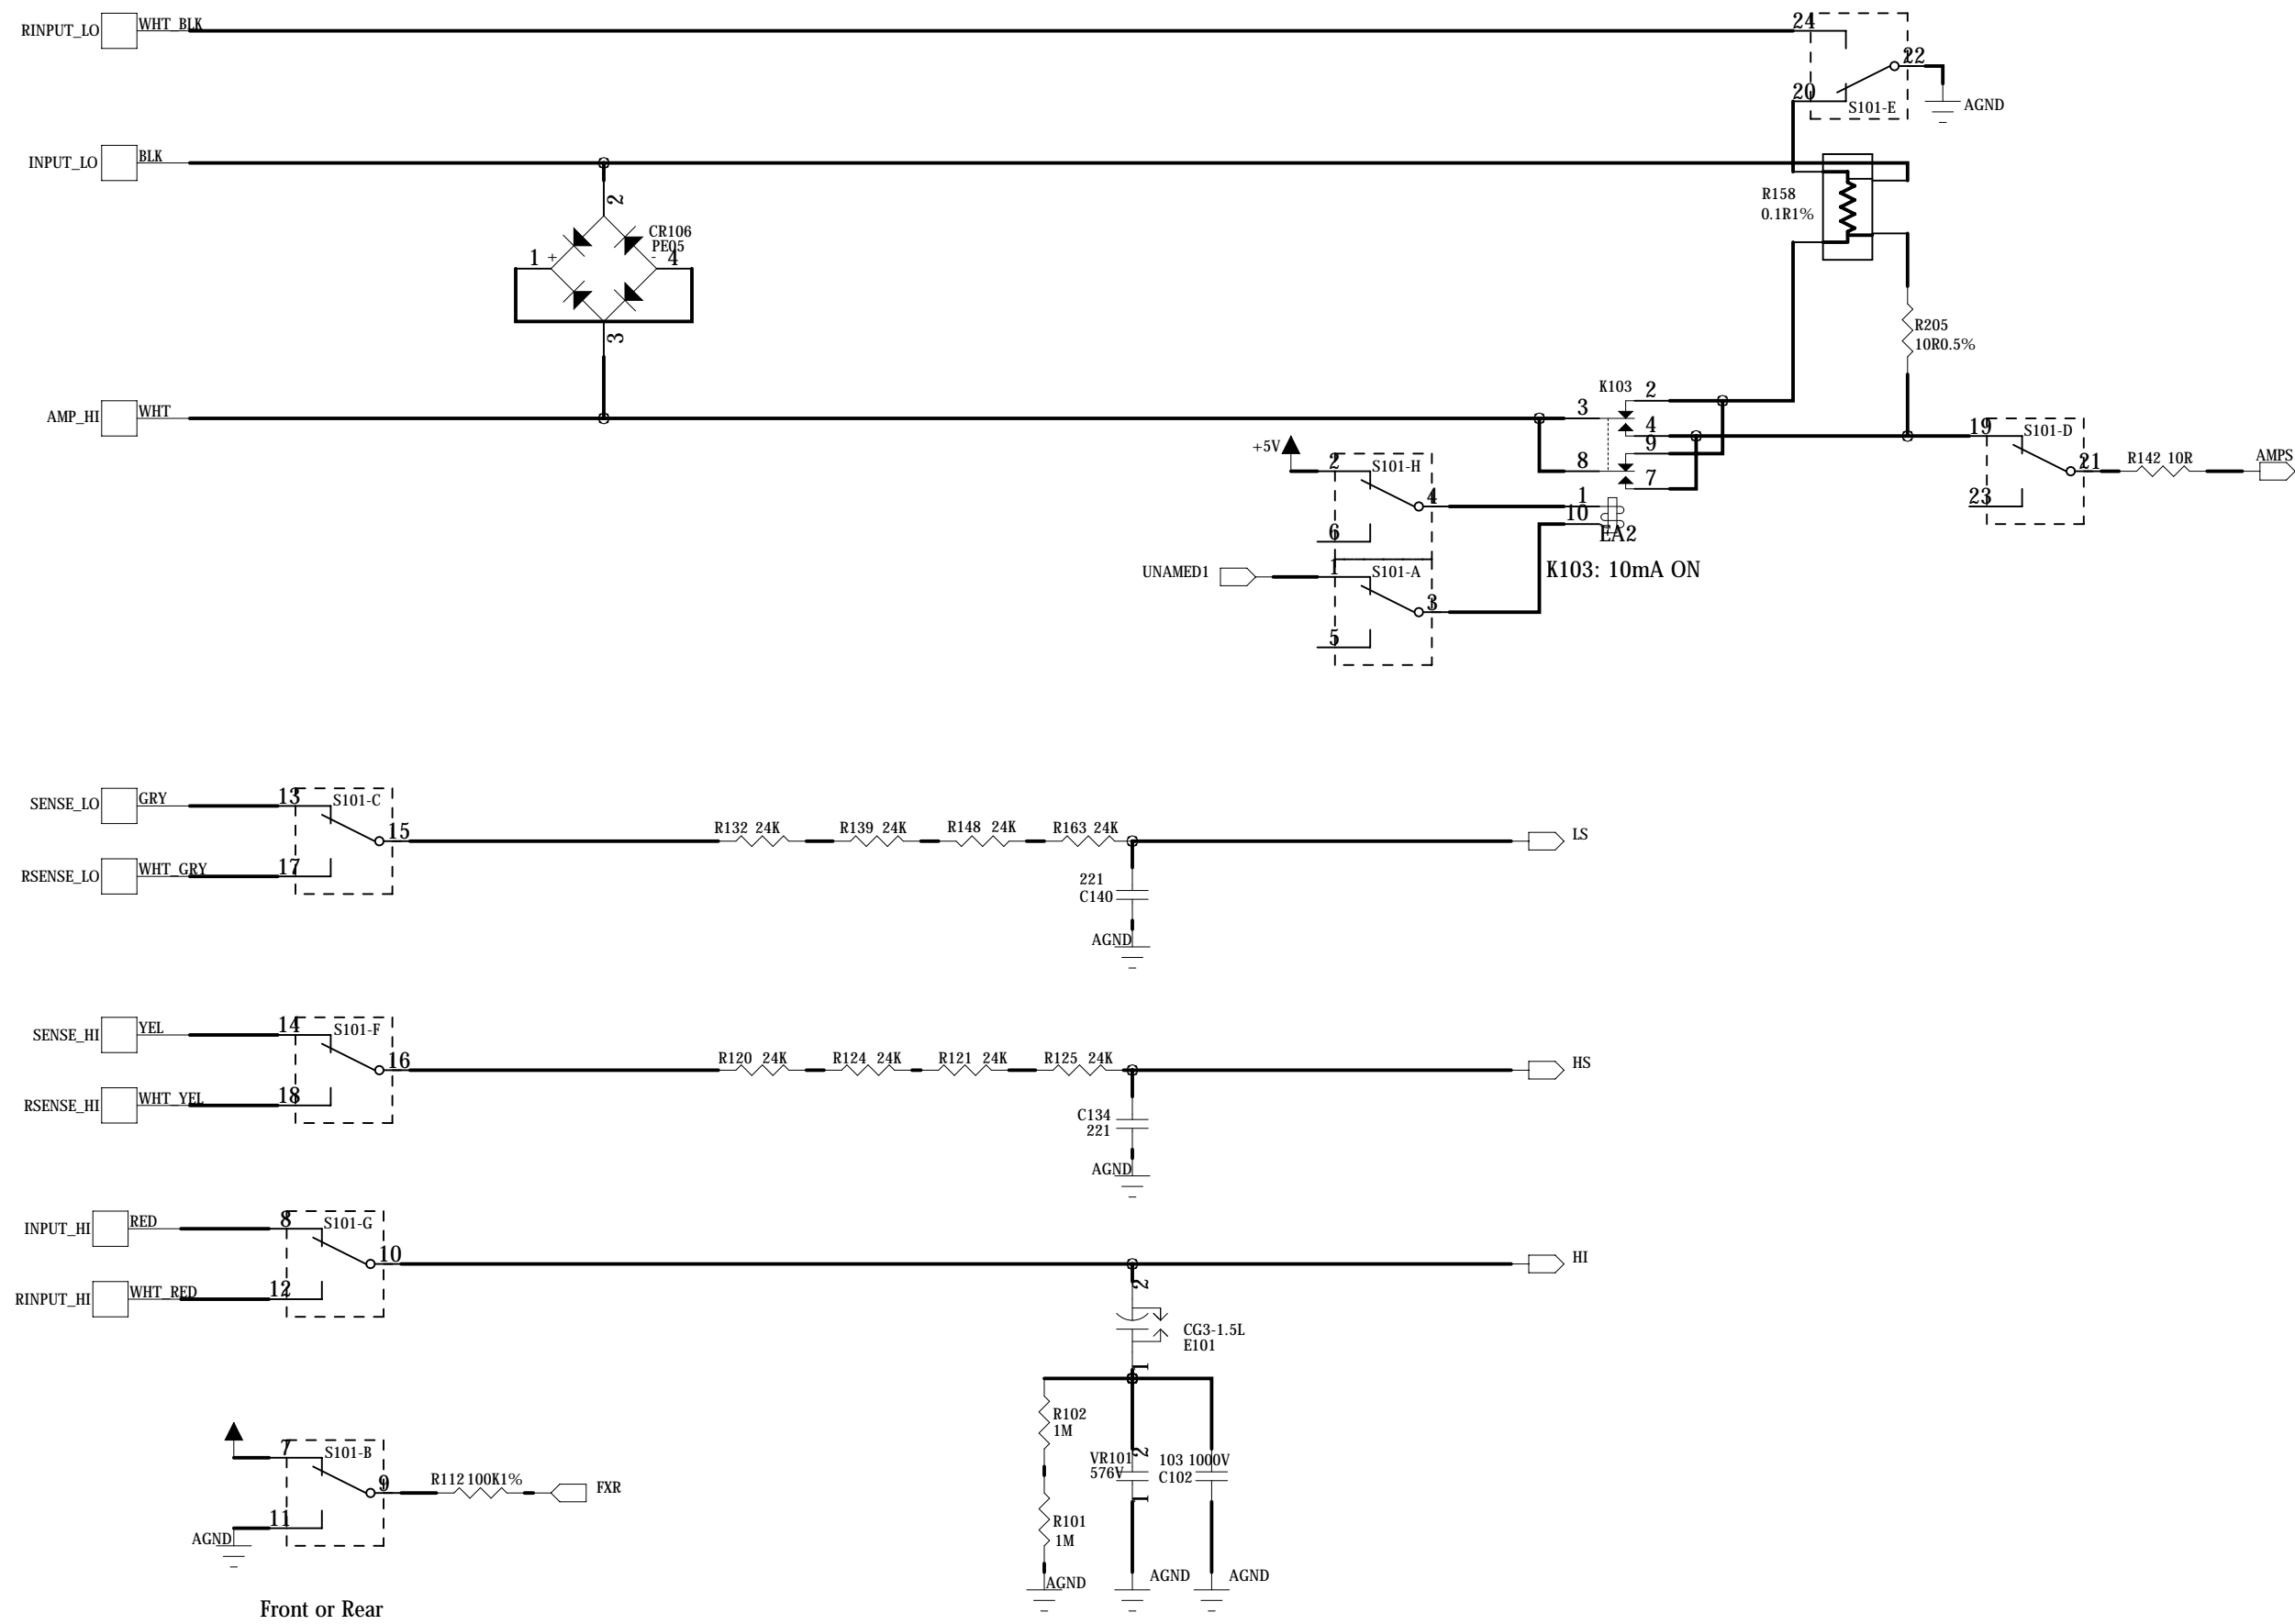 RINPUT_LO WHT_BLK
24
22
20
S101-E
AGND
INPUT_LO BLK
2
CR106
PE05
1 + - 4
3
R158
0.1R1%
R205
10R0.5%
AMP_HI WHT
K103 2
3
4
9
8
7
1
10
EA2
K103: 10mA ON
+5V
2 S101-H
4
6
UNAMED1
1 S101-A
3
5
19 S101-D
21
23
R142 10R
AMPS
SENSE_LO GRY
13 S101-C
15
RSENSE_LO WHT_GRY
17
R132 24K R139 24K R148 24K R163 24K
LS
221
C140
AGND
SENSE_HI YEL
14 S101-F
16
RSENSE_HI WHT_YEL
18
R120 24K R124 24K R121 24K R125 24K
HS
C134
221
AGND
INPUT_HI RED
8 S101-G
10
RINPUT_HI WHT_RED
12
HI
2
CG3-1.5L
E101
1
R102
1M
VR101
576V
2
1
103 1000V
C102
R101
1M
AGND AGND AGND
7 S101-B
9
11
AGND
R112 100K1%
FXR
Front or Rear